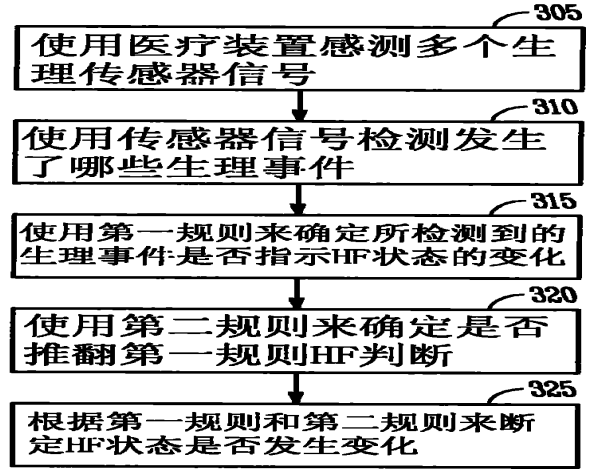 305
使用医疗装置感测多个生
理传感器信号
310
使用传感器信号检测发生
了哪些生理事件
315
使用第一规则来确定所检测到的
生理事件是否指示HF状态的变化
320
使用第二规则来确定是否
推翻第一规则HF判断
325
根据第一规则和第二规则来断
定HF状态是否发生变化